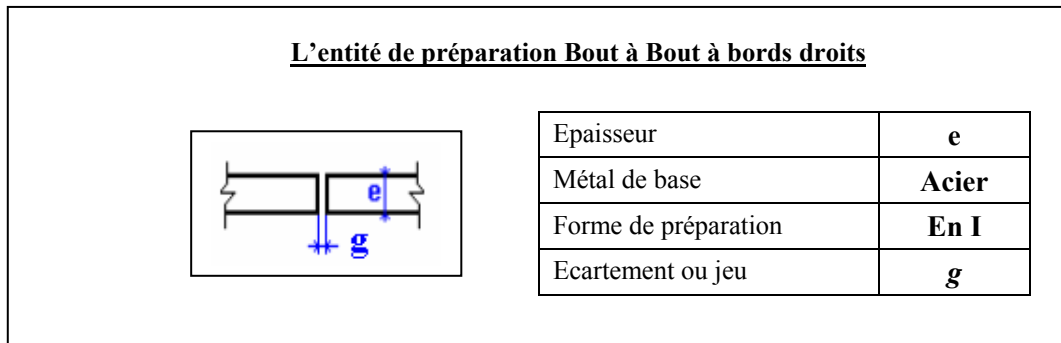 L'entité de préparation Bout à Bout à bords droits
e
g
Epaisseur e
Métal de base Acier
Forme de préparation En I
Ecartement ou jeu g